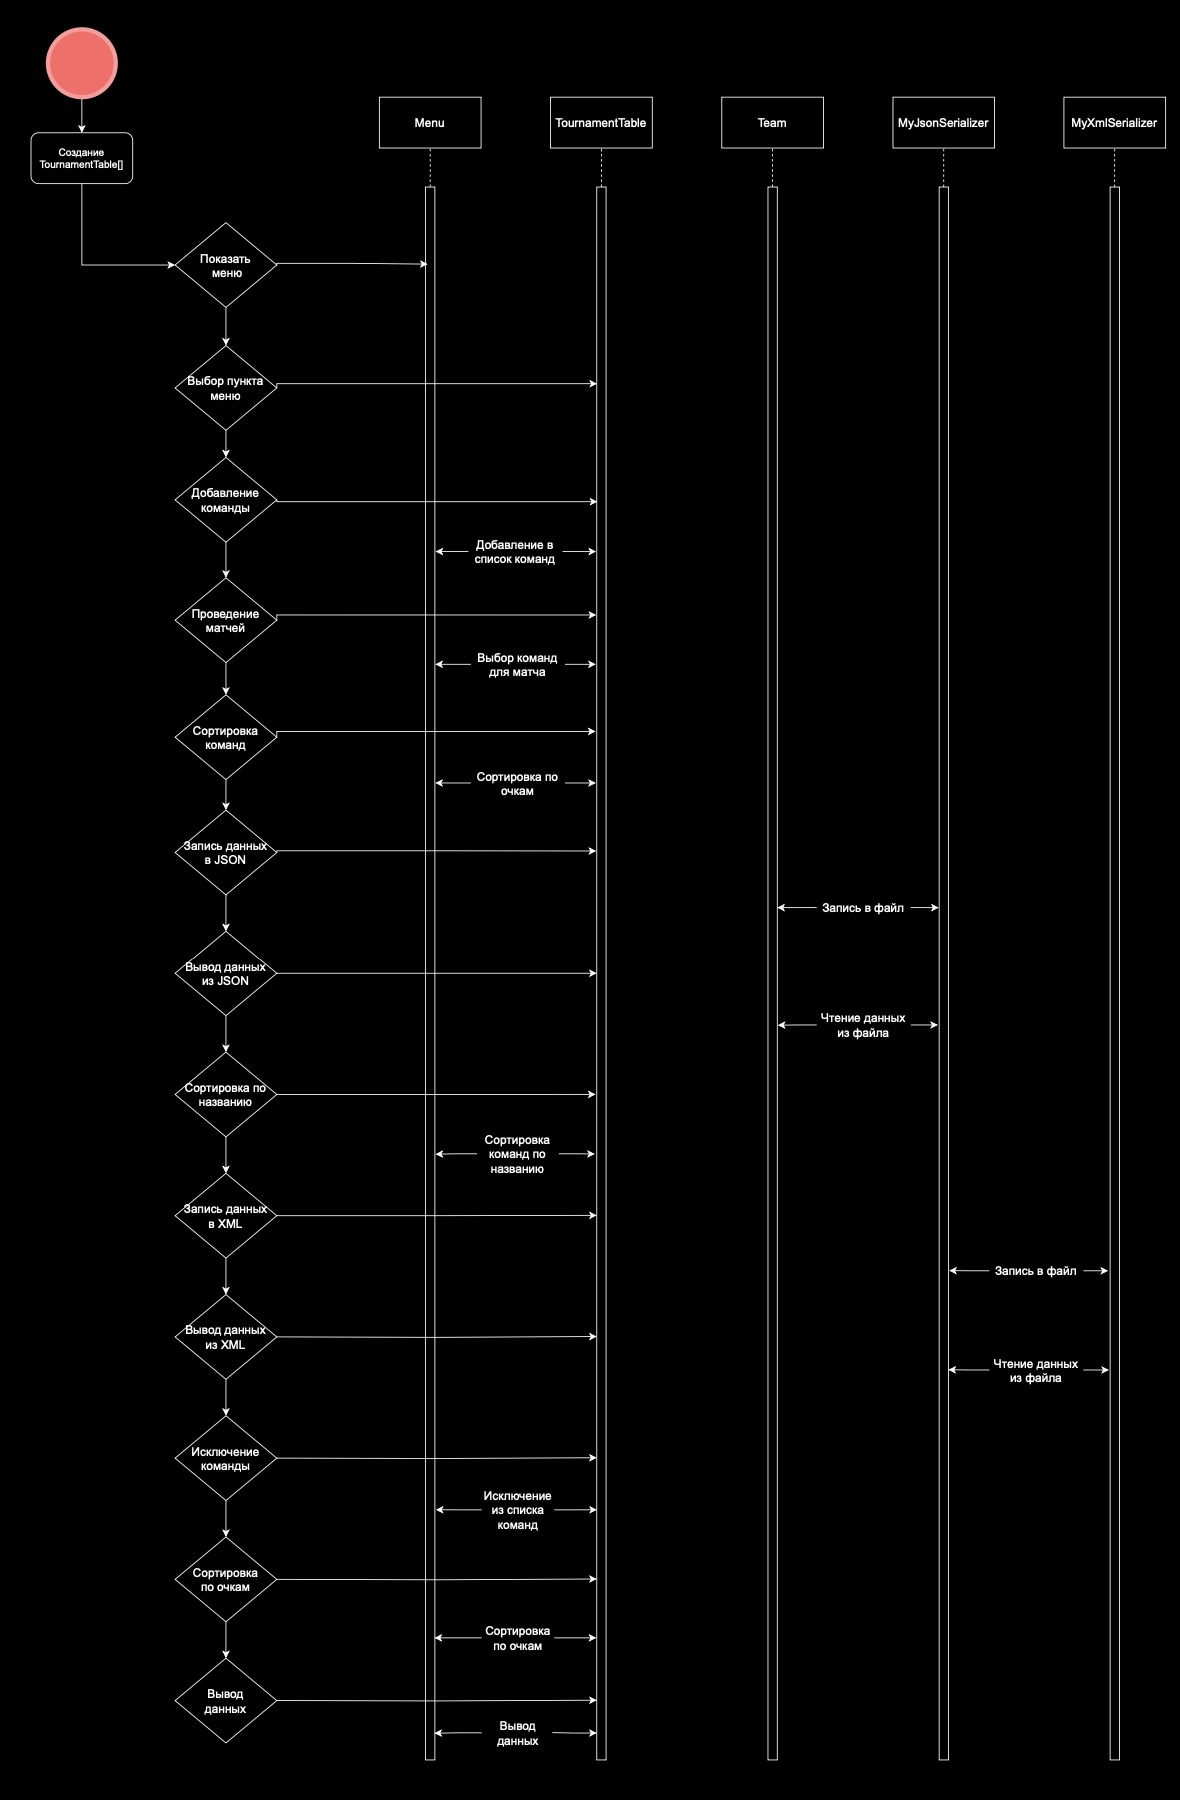 Menu
TournamentTable
Team
MyJsonSerializer
MyXmlSerializer
Создание
TournamentTable[]
Показать
меню
Выбор пункта
меню
Добавление
команды
Добавление в
список команд
Проведение
матчей
Выбор команд
для матча
Сортировка
команд
Сортировка по
очкам
Запись данных
в JSON
Запись в файл
Вывод данных
из JSON
Чтение данных
из файла
Сортировка по
названию
Сортировка
команд по
названию
Запись данных
в XML
Запись в файл
Вывод данных
из XML
Чтение данных
из файла
Исключение
команды
Исключение
из списка
команд
Сортировка
по очкам
Сортировка
по очкам
Вывод
данных
Вывод
данных